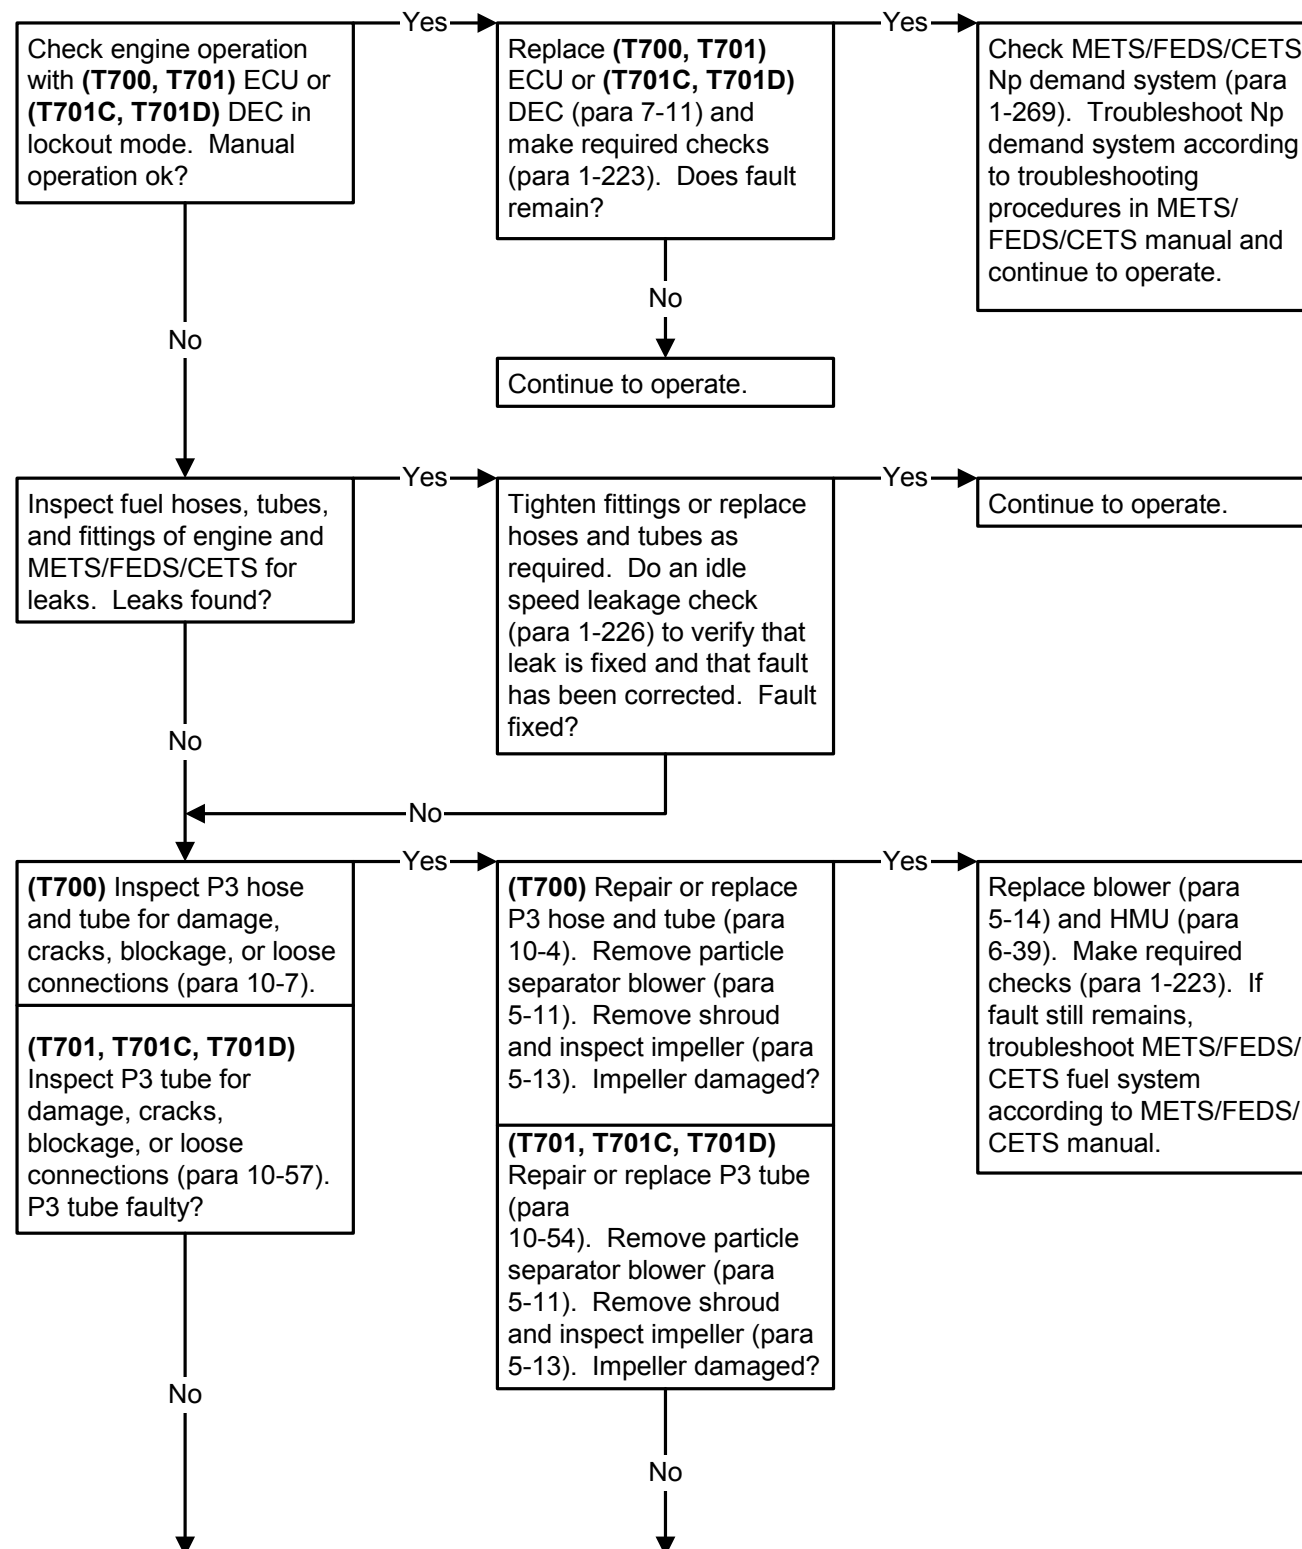 Check engine operation
with (T700, T701) ECU or
(T701C, T701D) DEC in
lockout mode. Manual
operation ok?
Yes
Replace (T700, T701)
ECU or (T701C, T701D)
DEC (para 7-11) and
make required checks
(para 1-223). Does fault
remain?
Yes
Check METS/FEDS/CETS
Np demand system (para
1-269). Troubleshoot Np
demand system according
to troubleshooting
procedures in METS/
FEDS/CETS manual and
continue to operate.
No
No
Continue to operate.
Inspect fuel hoses, tubes,
and fittings of engine and
METS/FEDS/CETS for
leaks. Leaks found?
Yes
Tighten fittings or replace
hoses and tubes as
required. Do an idle
speed leakage check
(para 1-226) to verify that
leak is fixed and that fault
has been corrected. Fault
fixed?
Yes
Continue to operate.
No
No
(T700) Inspect P3 hose
and tube for damage,
cracks, blockage, or loose
connections (para 10-7).
(T701, T701C, T701D)
Inspect P3 tube for
damage, cracks,
blockage, or loose
connections (para 10-57).
P3 tube faulty?
Yes
(T700) Repair or replace
P3 hose and tube (para
10-4). Remove particle
separator blower (para
5-11). Remove shroud
and inspect impeller (para
5-13). Impeller damaged?
(T701, T701C, T701D)
Repair or replace P3 tube
(para
10-54). Remove particle
separator blower (para
5-11). Remove shroud
and inspect impeller (para
5-13). Impeller damaged?
Yes
Replace blower (para
5-14) and HMU (para
6-39). Make required
checks (para 1-223). If
fault still remains,
troubleshoot METS/FEDS/
CETS fuel system
according to METS/FEDS/
CETS manual.
No
No